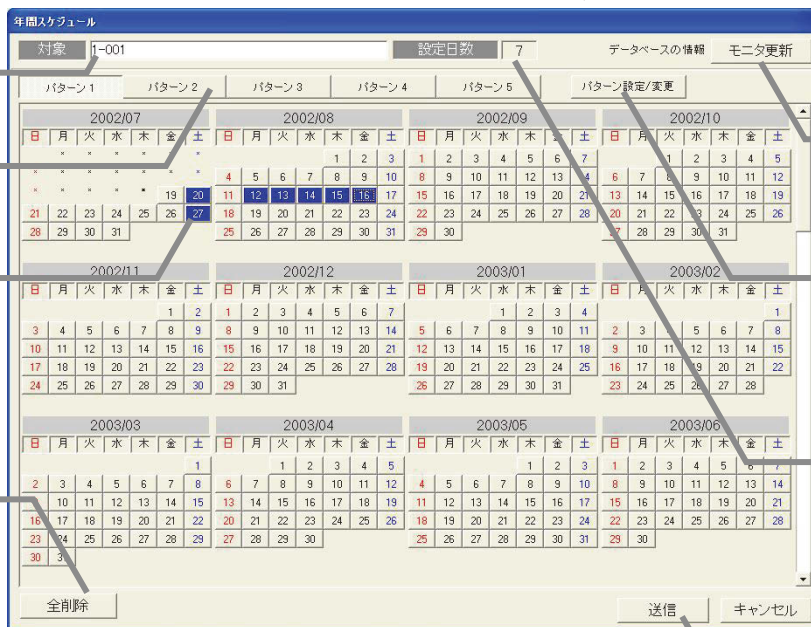 年間スケジュール
対象 1-001 設定日数 7 データベースの情報 モニタ更新
パターン1 パターン2 パターン3 パターン4 パターン5 パターン設定/変更
2002/07 2002/08 2002/09 2002/10
日 月 火 水 木 金 土 日 月 火 水 木 金 土 日 月 火 水 木 金 土 日 月 火 水 木 金 土
* * * * * 1 2 3 1 2 3 4 5 6 7 1 2 3 4 5
* * * * * * 4 5 6 7 8 9 10 8 9 10 11 12 13 14 6 7 8 9 10 11 12
* * * * * 19 20 11 12 13 14 15 16 17 15 16 17 18 19 20 21 13 14 15 16 17 18 19
21 22 23 24 25 26 27 18 19 20 21 22 23 24 22 23 24 25 26 27 28 20 21 22 23 24 25 26
28 29 30 31 25 26 27 28 29 30 31 29 30 27 28 29 30 31
2002/11 2002/12 2003/01 2003/02
日 月 火 水 木 金 土 日 月 火 水 木 金 土 日 月 火 水 木 金 土 日 月 火 水 木 金 土
1 2 1 2 3 4 5 6 7 1 2 3 4 1
3 4 5 6 7 8 9 8 9 10 11 12 13 14 5 6 7 8 9 10 11 2 3 5 6 7 8
10 11 12 13 14 15 16 15 16 17 18 19 20 21 12 13 14 15 16 17 18 9 10 11 12 13 14 15
17 18 19 20 21 22 23 22 23 24 25 26 27 28 19 20 21 22 23 24 25 16 17 18 19 20 21 22
24 25 26 27 28 29 30 29 30 31 26 27 28 29 30 31 23 24 25 26 27 28
2003/03 2003/04 2003/05 2003/06
日 月 火 水 木 金 土 日 月 火 水 木 金 土 日 月 火 水 木 金 土 日 月 火 水 木 金 土
1 1 2 3 4 5 1 2 3 1 2 3 4 5 6 7
2 3 4 5 6 7 8 6 7 8 9 10 11 12 4 5 6 7 8 9 10 8 9 10 11 12 13 14
10 11 12 13 14 15 13 14 15 16 17 18 19 11 12 13 14 15 16 17 15 16 17 18 19 20 21
16 17 18 19 20 21 22 20 21 22 23 24 25 26 18 19 20 21 22 23 24 22 23 24 25 26 27 28
23 24 25 26 27 28 29 27 28 29 30 25 26 27 28 29 30 31 29 30
30 31
全削除 送信 キャンセル